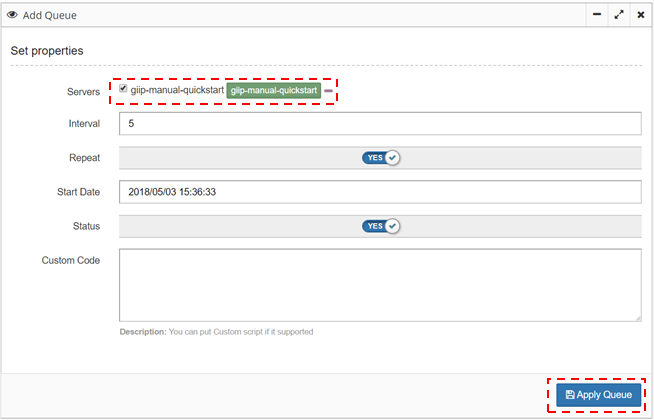 Add Queue
Set properties
Servers giip-manual-quickstart giip-manual-quickstart
Interval 5
Repeat YES
Start Date 2018/05/03 15:36:33
Status YES
Custom Code
Description: You can put Custom script if it supported
Apply Queue